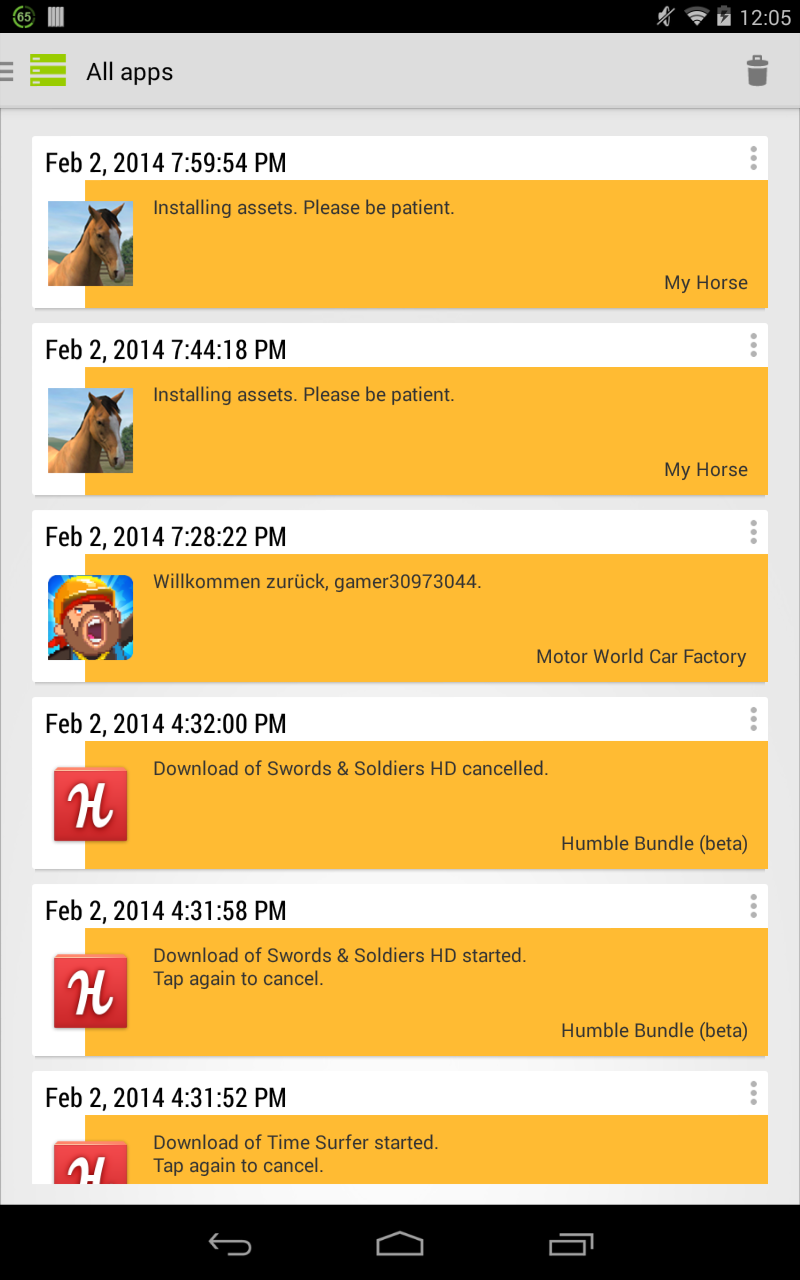 65
12:05
All apps
Feb 2, 2014 7:59:54 PM
Installing assets. Please be patient.
My Horse
Feb 2, 2014 7:44:18 PM
Installing assets. Please be patient.
My Horse
Feb 2, 2014 7:28:22 PM
Willkommen zurück, gamer30973044.
Motor World Car Factory
Feb 2, 2014 4:32:00 PM
H
Download of Swords & Soldiers HD cancelled.
Humble Bundle (beta)
Feb 2, 2014 4:31:58 PM
H
Download of Swords & Soldiers HD started.
Tap again to cancel.
Humble Bundle (beta)
Feb 2, 2014 4:31:52 PM
H
Download of Time Surfer started.
Tap again to cancel.